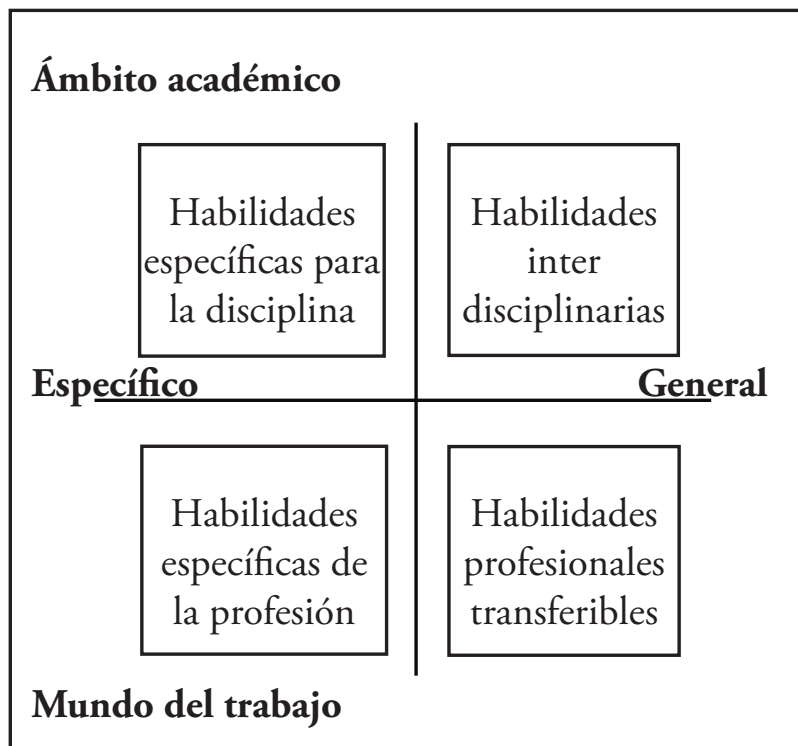 Ámbito académico
Habilidades
específicas para
la disciplina
Habilidades
inter
disciplinarias
Específico
General
Habilidades
específicas de
la profesión
Habilidades
profesionales
transferibles
Mundo del trabajo